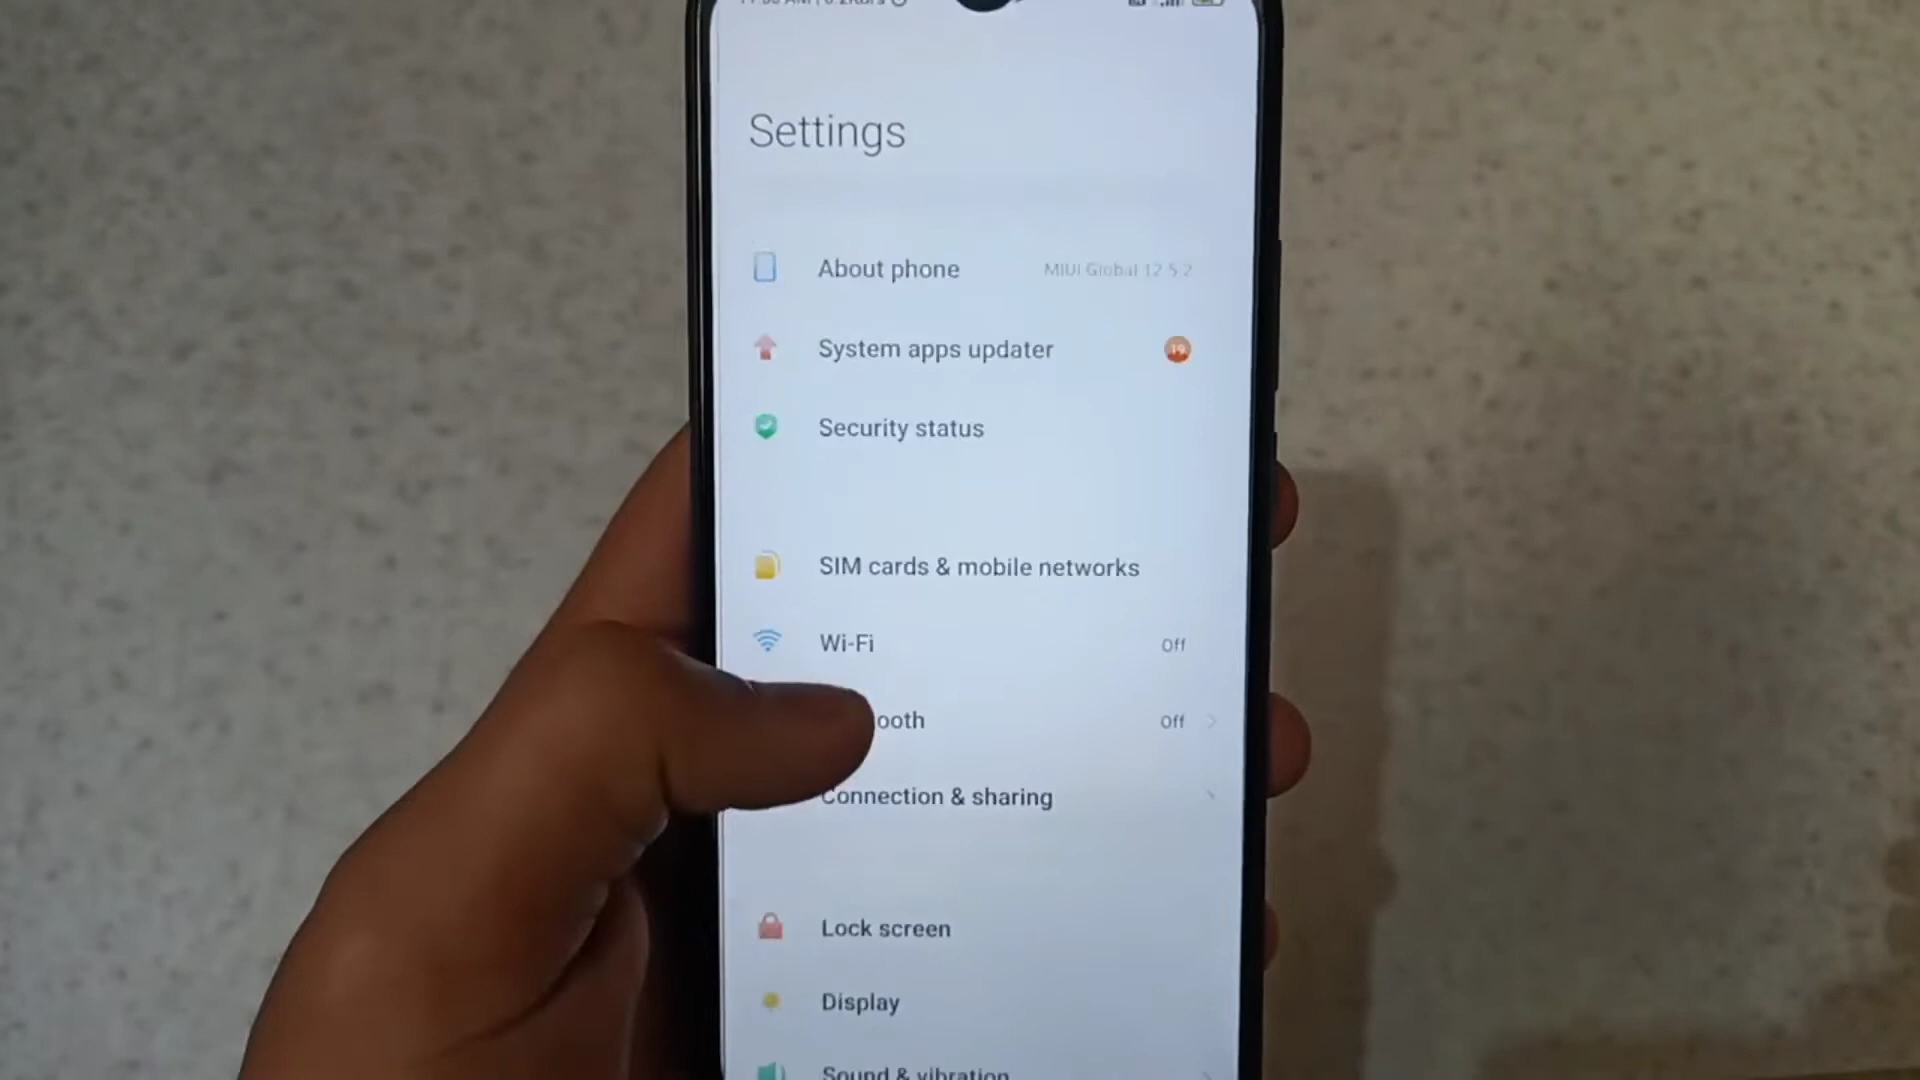 Settings
About phone MIUI Global 12.5.2
System apps updater 19
Security status
SIM cards & mobile networks
Wi-Fi Off
ooth Off
Connection & sharing
Lock screen
Display
Sound & vibration